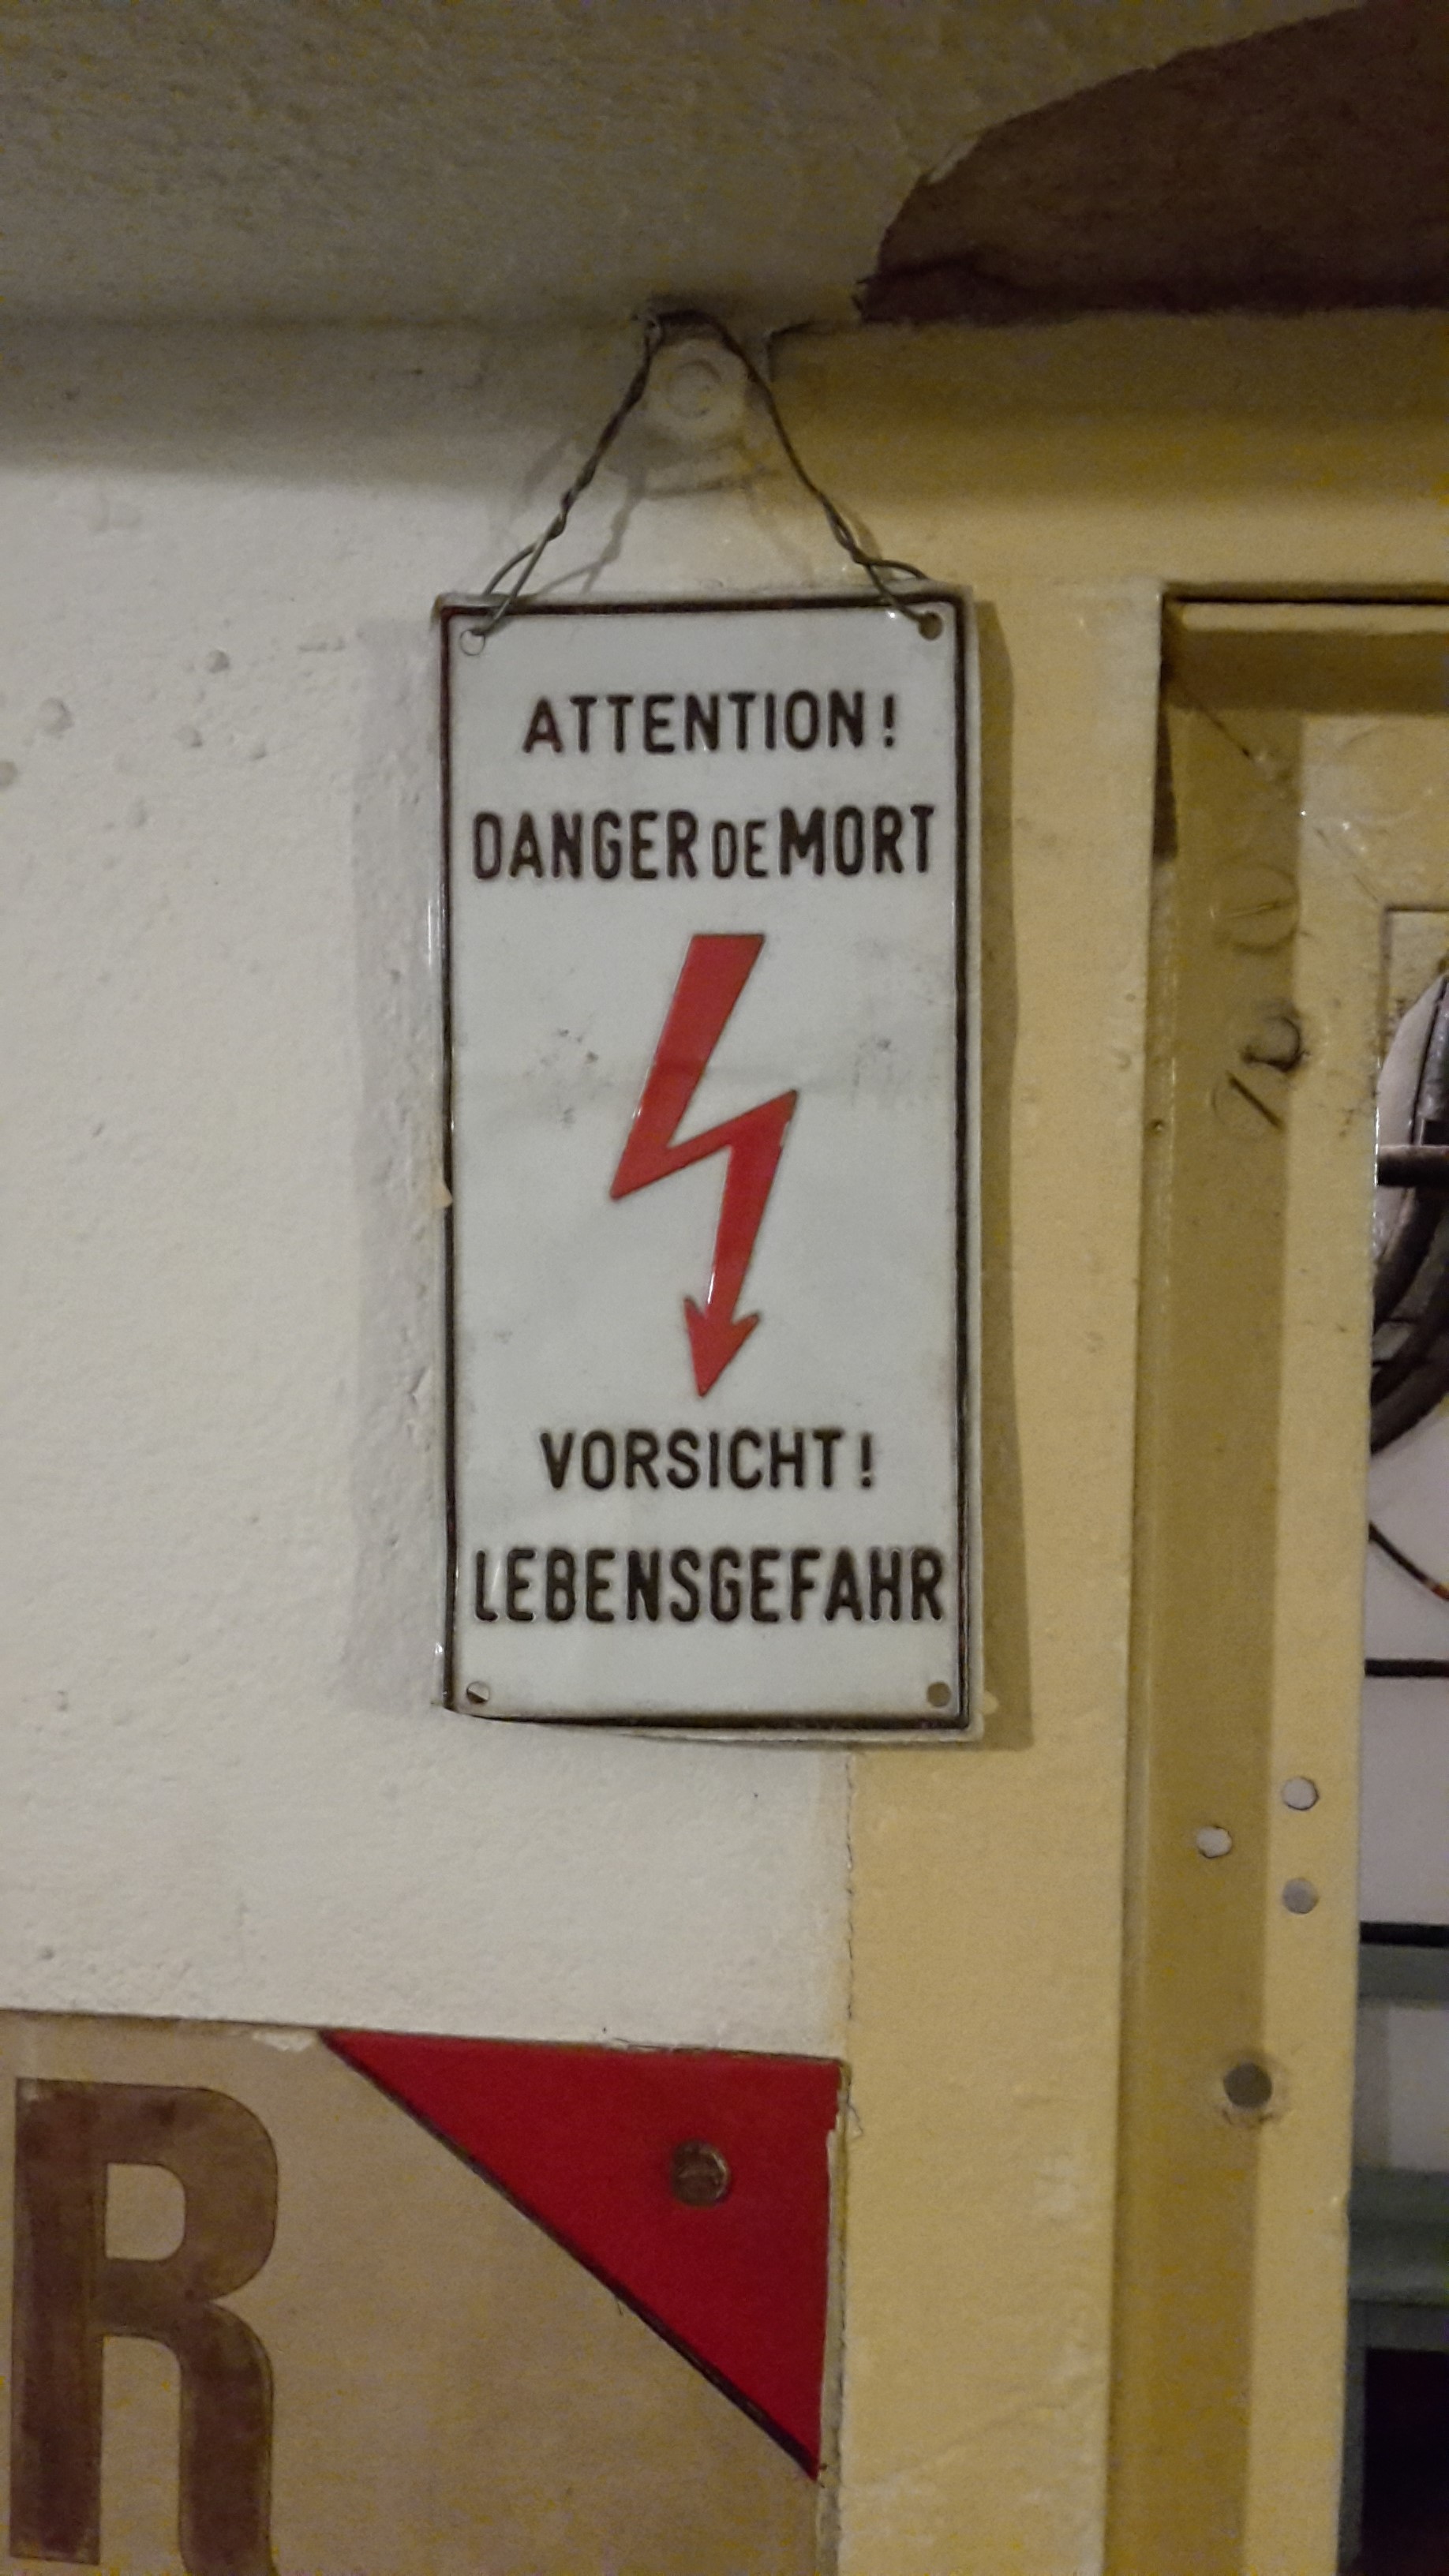 ATTENTION!
DANGER DE MORT
VORSICHT!
LEBENSGEFAHR
R